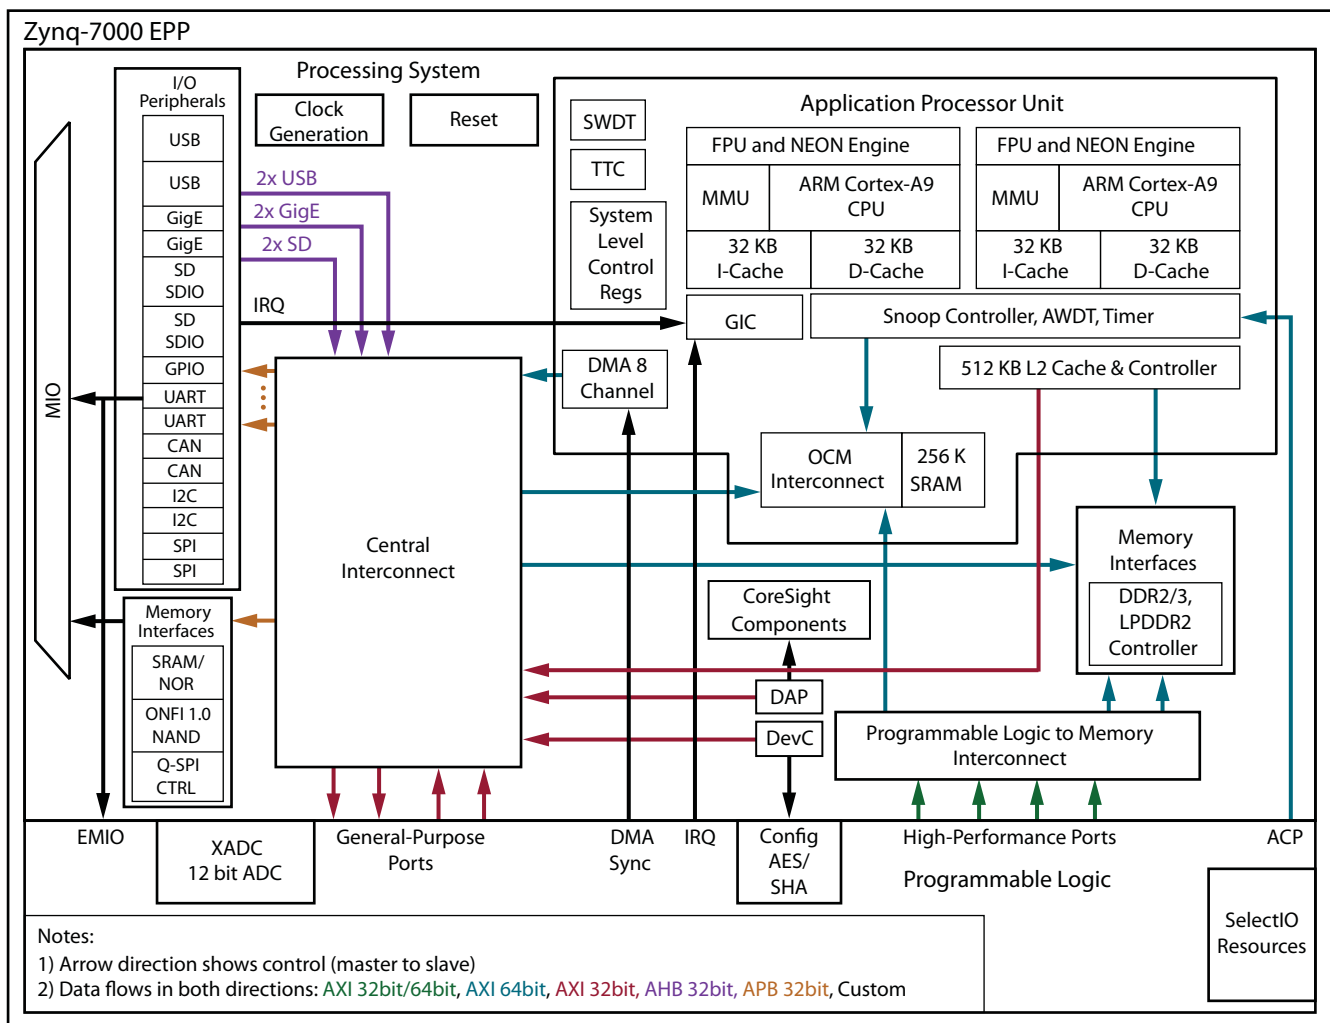 Zynq-7000 EPP
Processing System
I/O
Peripherals
USB
USB
GigE
GigE
SD
SDIO
SD
SDIO
GPIO
UART
UART
CAN
CAN
I2C
I2C
SPI
SPI
MIO
Clock
Generation
Reset
2x USB
2x GigE
2x SD
IRQ
Application Processor Unit
SWDT
TTC
System
Level
Control
Regs
FPU and NEON Engine
MMU
ARM Cortex-A9
CPU
32 KB
I-Cache
32 KB
D-Cache
FPU and NEON Engine
MMU
ARM Cortex-A9
CPU
32 KB
I-Cache
32 KB
D-Cache
GIC
Snoop Controller, AWDT, Timer
DMA 8
Channel
512 KB L2 Cache & Controller
OCM
Interconnect
256 K
SRAM
Central
Interconnect
Memory
Interfaces
DDR2/3,
LPDDR2
Controller
CoreSight
Components
DAP
DevC
Programmable Logic to Memory
Interconnect
Memory
Interfaces
SRAM/
NOR
ONFI 1.0
NAND
Q-SPI
CTRL
EMIO
XADC
12 bit ADC
General-Purpose
Ports
DMA
Sync
IRQ
Config
AES/
SHA
High-Performance Ports
ACP
Programmable Logic
SelectIO
Resources
Notes:
1) Arrow direction shows control (master to slave)
2) Data flows in both directions: AXI 32bit/64bit, AXI 64bit, AXI 32bit, AHB 32bit, APB 32bit, Custom